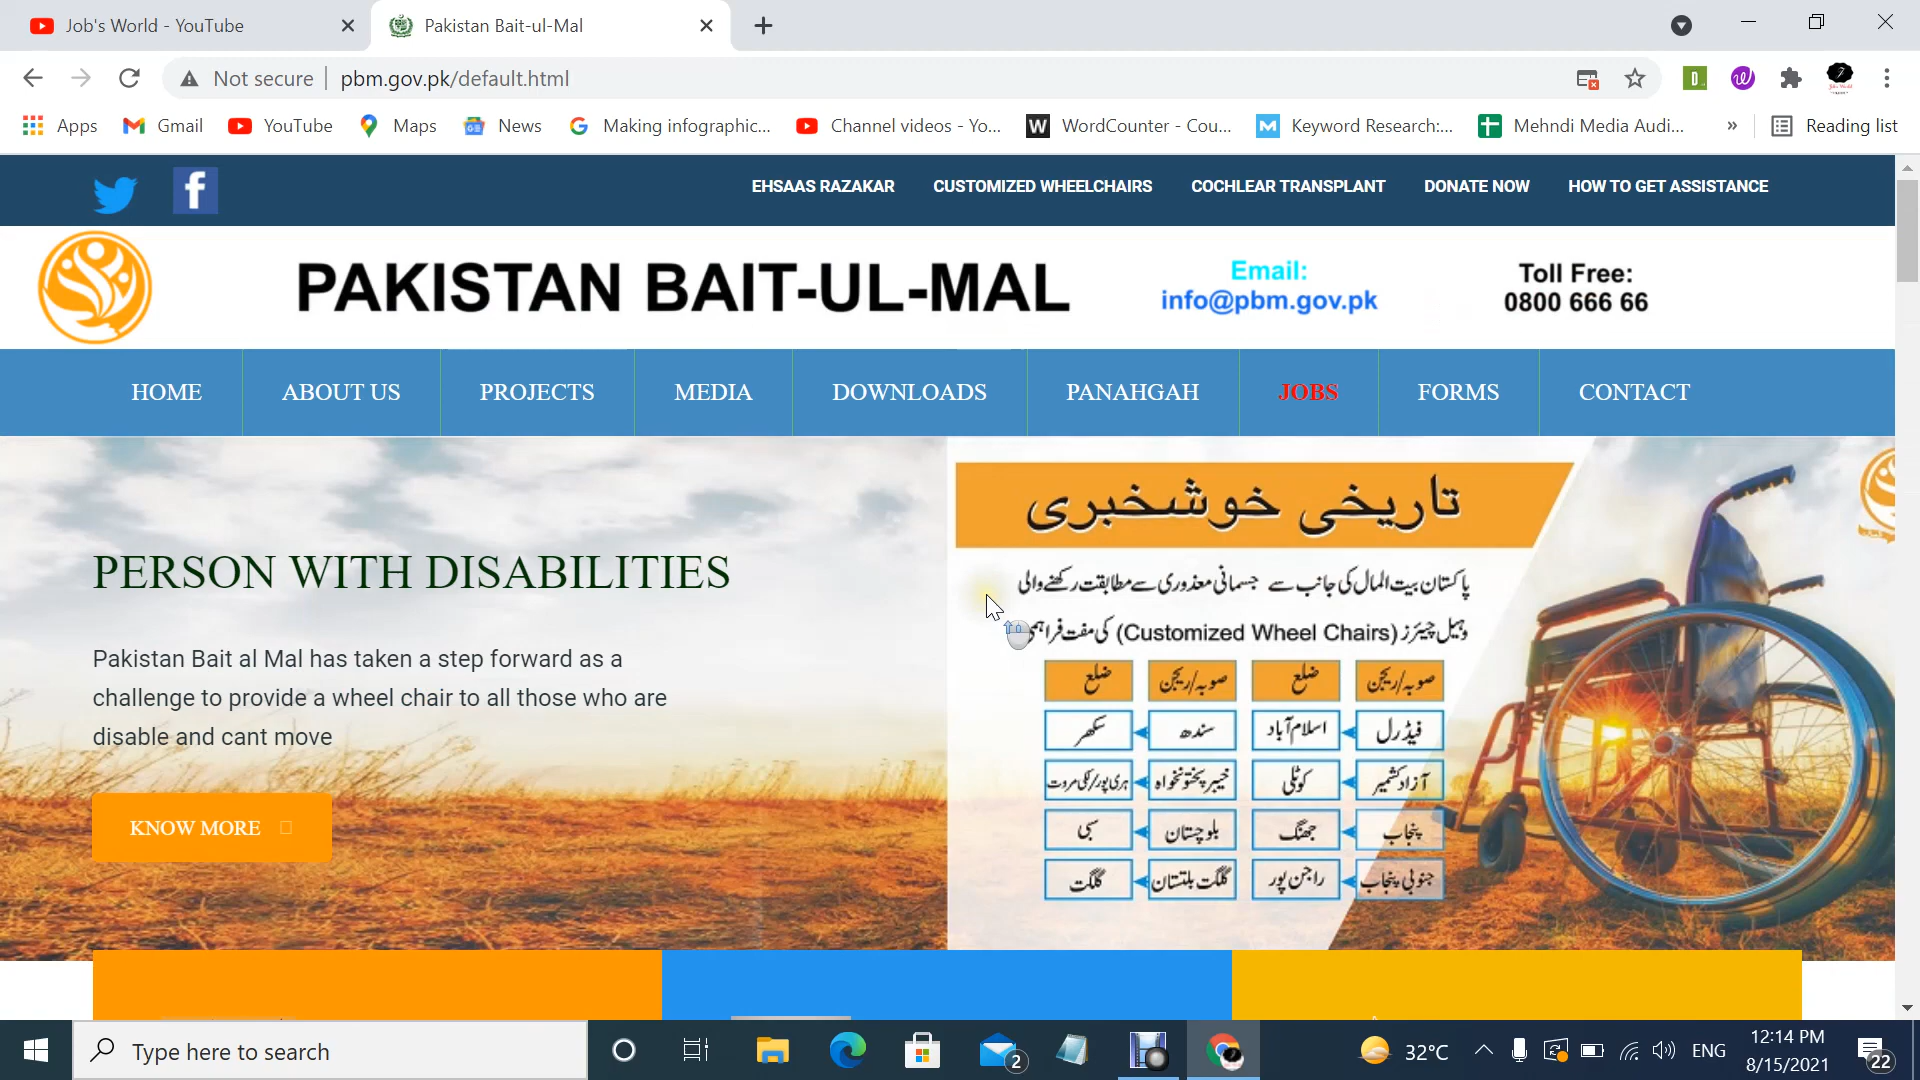 Job's World - YouTube
Pakistan Bait-ul-Mal
Not secure
pbm.gov.pk/default.html
Apps
Gmail
YouTube
Maps
News
Making infographic...
Channel videos - Yo...
WordCounter - Cou...
Keyword Research:...
Mehndi Media Audi...
»
Reading list
EHSAAS RAZAKAR
CUSTOMIZED WHEELCHAIRS
COCHLEAR TRANSPLANT
DONATE NOW
HOW TO GET ASSISTANCE
PAKISTAN BAIT-UL-MAL
Email:
info@pbm.gov.pk
Toll Free:
0800 666 66
HOME
ABOUT US
PROJECTS
MEDIA
DOWNLOADS
PANAHGAH
JOBS
FORMS
CONTACT
PERSON WITH DISABILITIES
Pakistan Bait al Mal has taken a step forward as a
challenge to provide a wheel chair to all those who are
disable and cant move
KNOW MORE
تاریخی خوشخبری
پاکستان بیت المال کی جانب سے جسمانی معذوری سے مطابقت رکھنے والی
وہیل چیئرز (Customized Wheel Chairs) کی مفت فراہمی
صوبہ/ریجن ضلع صوبہ/ریجن ضلع
فیڈرل اسلام آباد سندھ سکھر
آزاد کشمیر کوٹلی خیبر پختونخواہ ہری پور/لکی مروت
پنجاب جھنگ بلوچستان سبی
جنوبی پنجاب راجن پور گلگت بلتستان گلگت
Type here to search
2
32°C
ENG
12:14 PM
8/15/2021
22